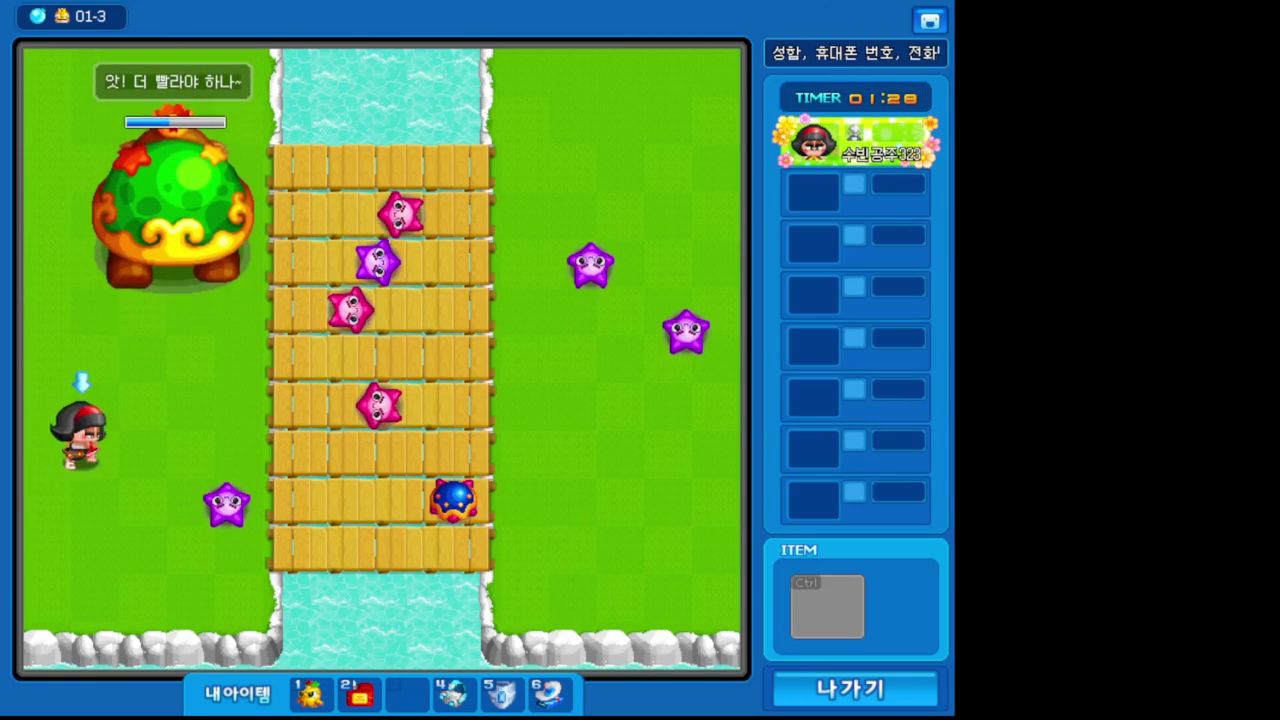 01-3
성함, 휴대폰 번호, 전화
앗! 더 빨라야 하나~
TIMER 01:28
수빈공주323
ITEM
Ctrl
내아이템
1
2
4
5
6
나가기